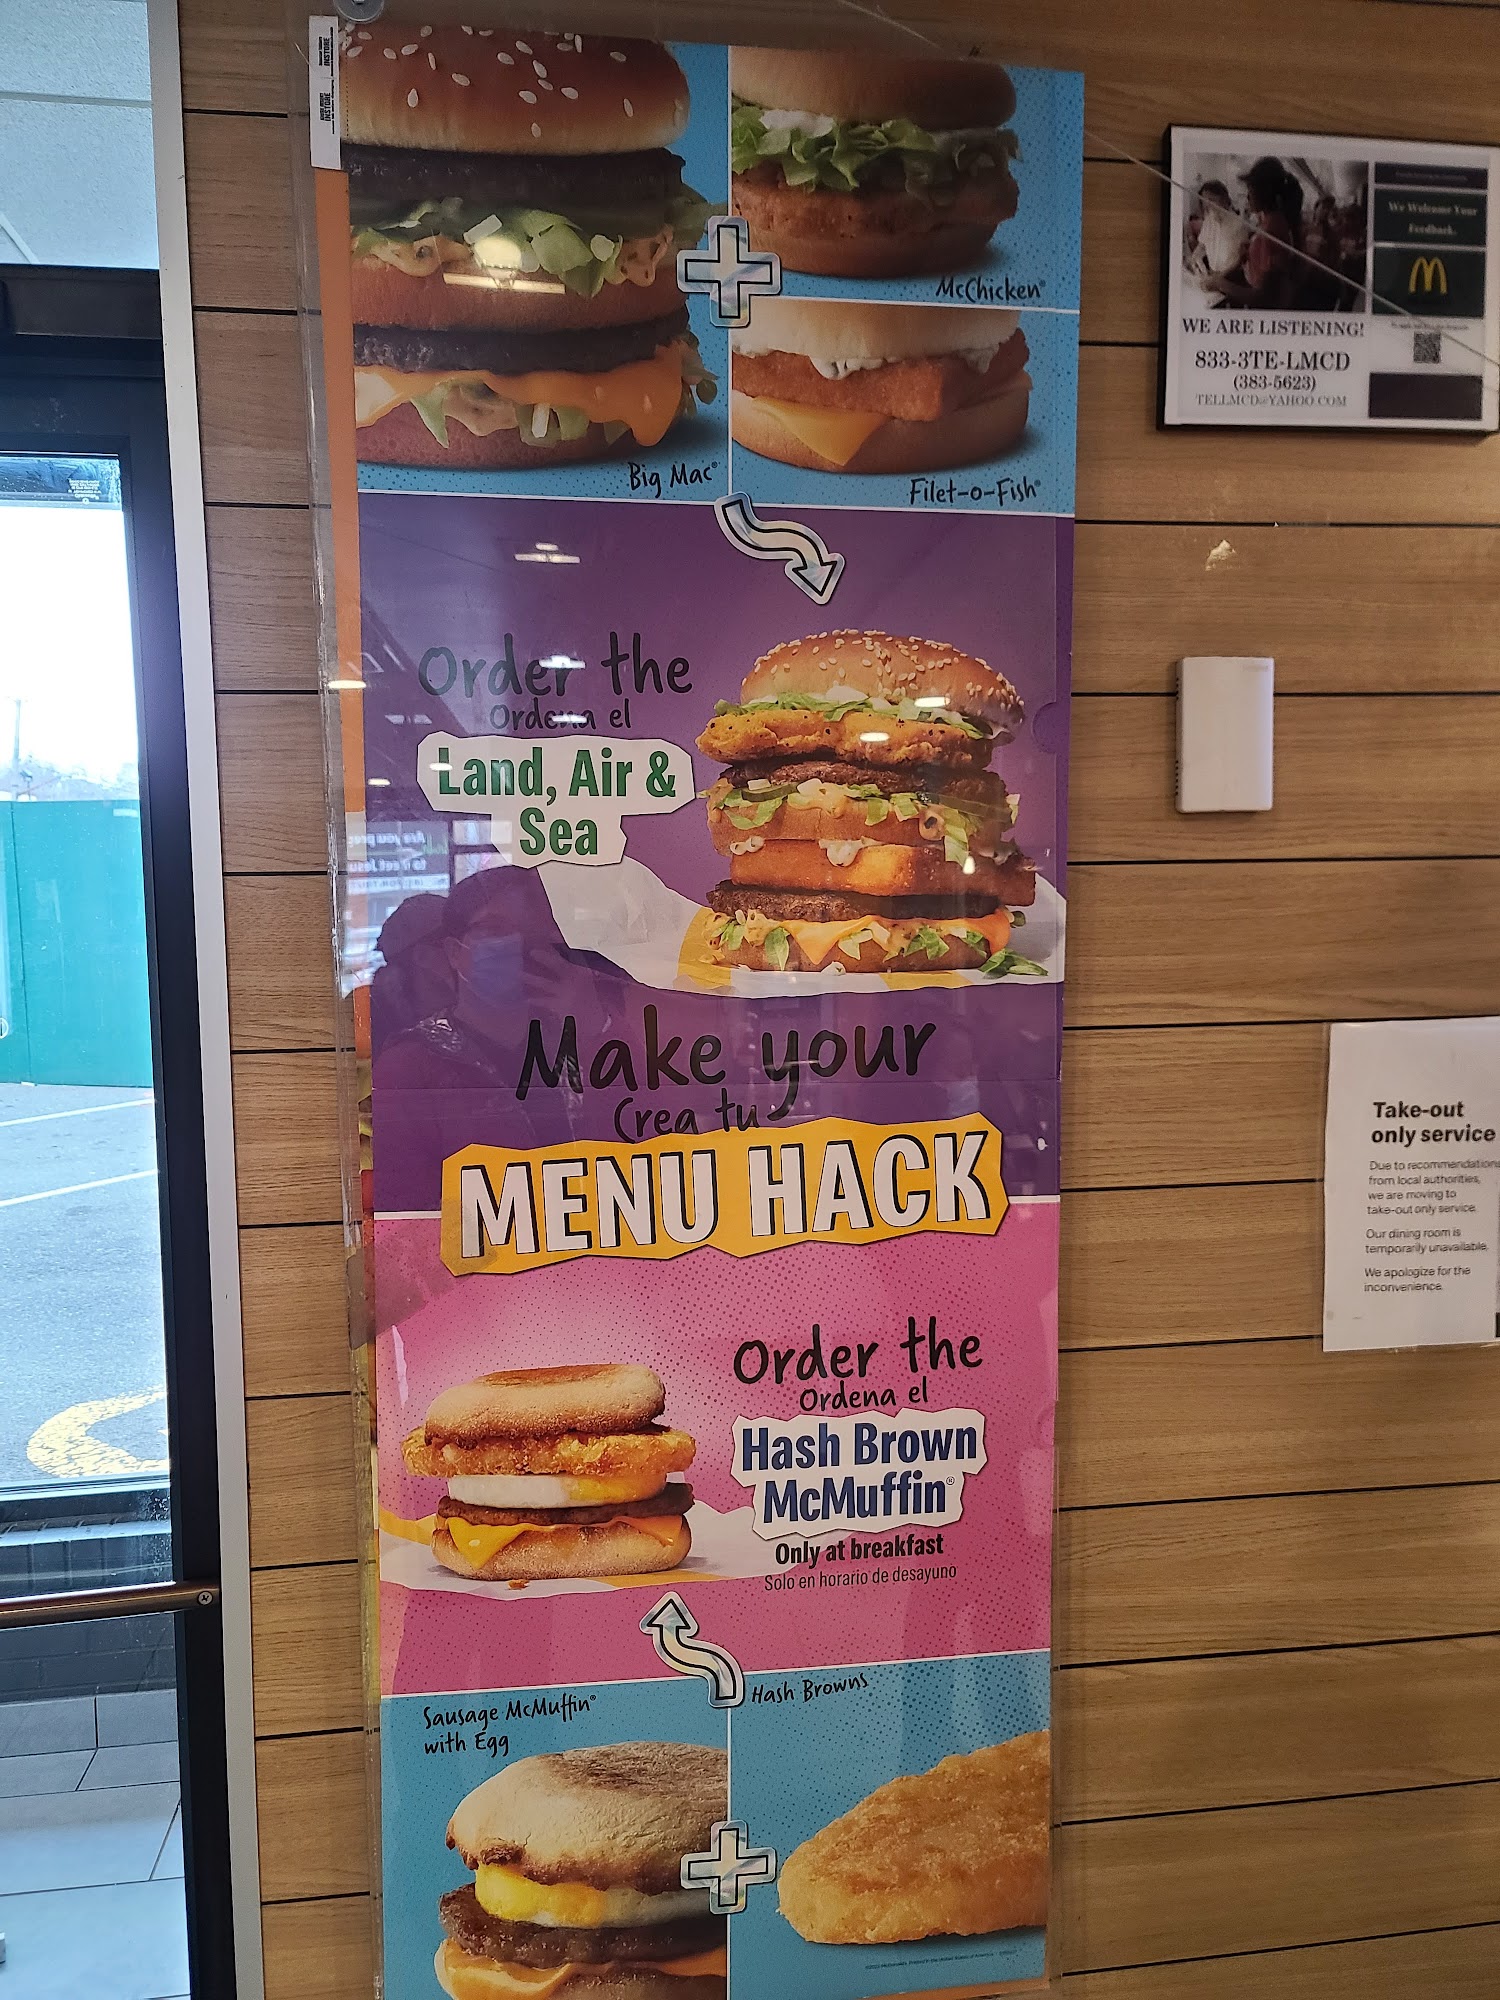 McChicken®
Big Mac®
Filet-o-Fish®
Order the
Ordena el
Land, Air &
Sea
Make your
Crea tu
MENU HACK
Order the
Ordena el
Hash Brown
McMuffin®
Only at breakfast
Solo en horario de desayuno
Sausage McMuffin®
with Egg
Hash Browns
We Welcome Your
Feedback.
WE ARE LISTENING!
833-3TE-LMCD
(383-5623)
TELLMCD@YAHOO.COM
Take-out
only service
Due to recommendations
from local authorities,
we are moving to
take-out only service.
Our dining room is
temporarily unavailable.
We apologize for the
inconvenience.